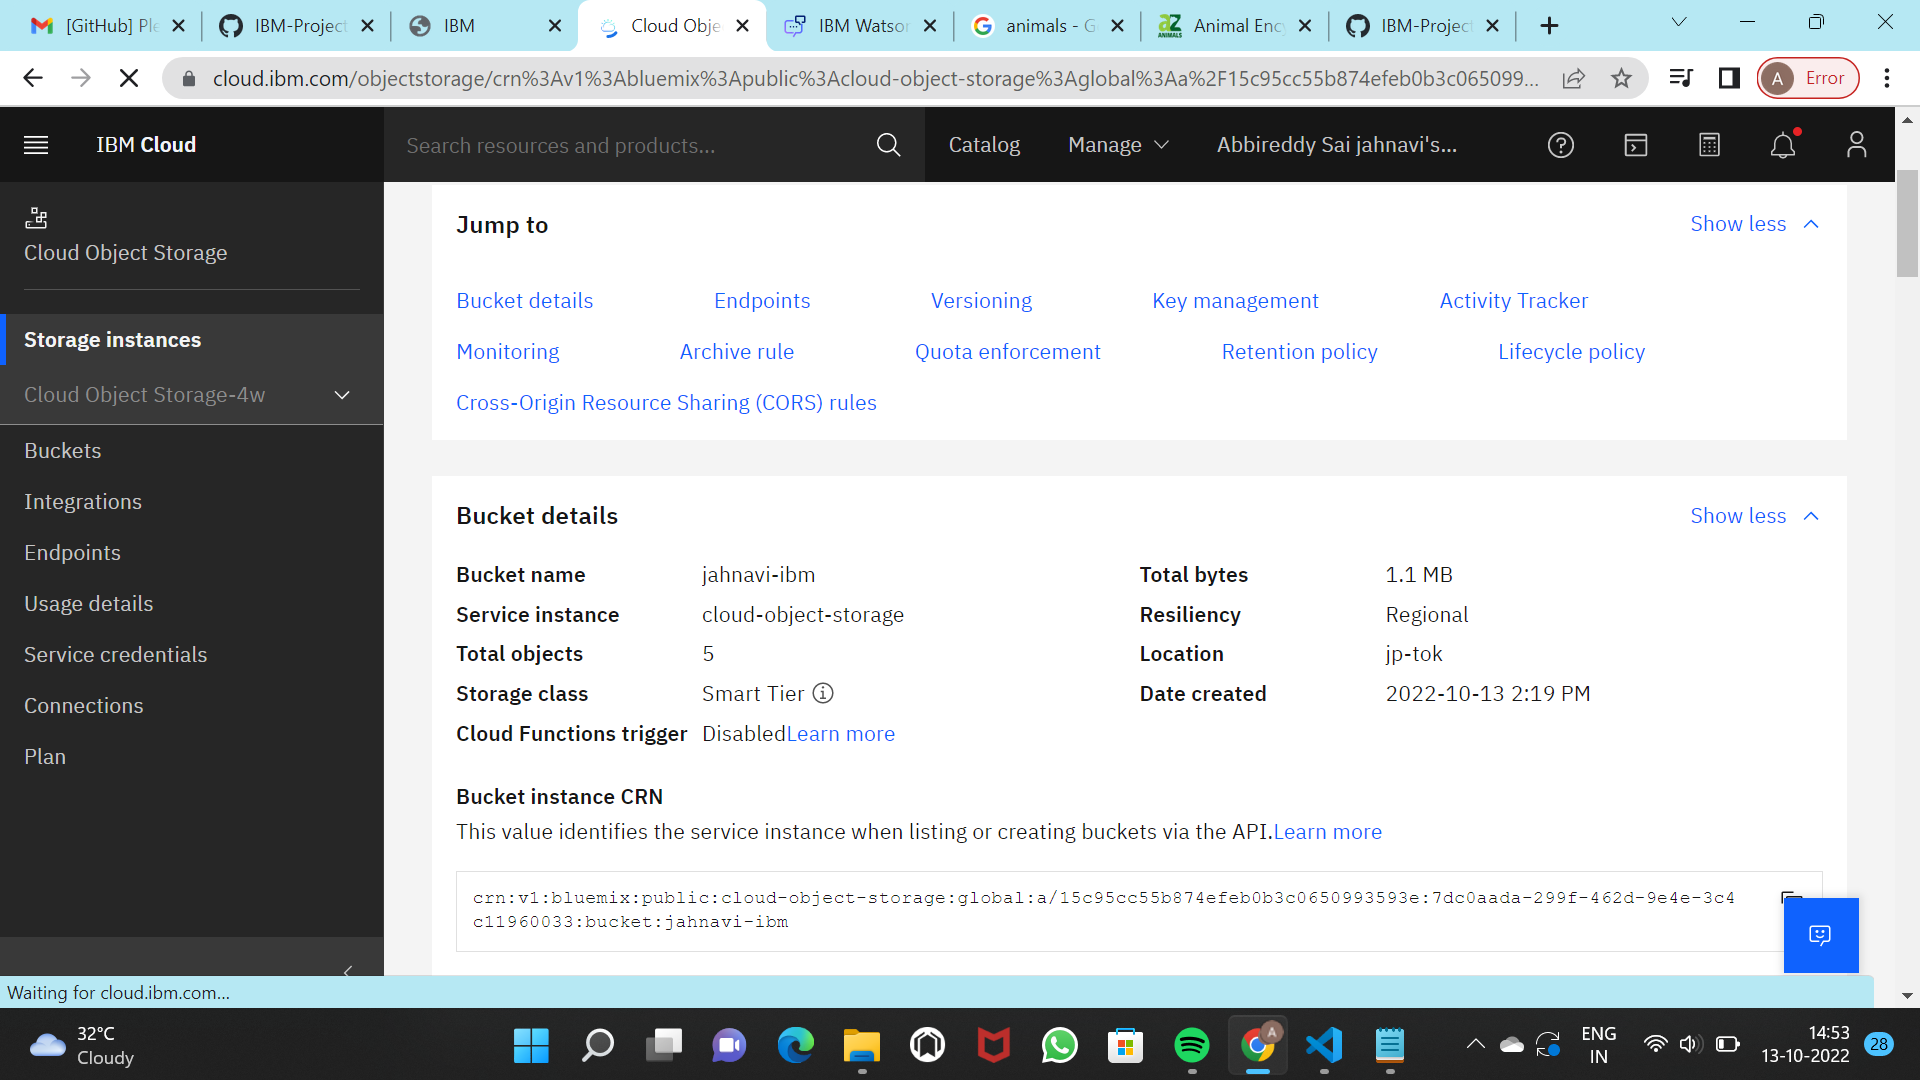 [GitHub] Ple
IBM-Project
IBM
Cloud Obje
IBM Watson
animals - G
Animal Ency
IBM-Project
cloud.ibm.com/objectstorage/crn%3Av1%3Abluemix%3Apublic%3Acloud-object-storage%3Aglobal%3Aa%2F15c95cc55b874efeb0b3c065099...
A
Error
IBM Cloud
Search resources and products...
Catalog
Manage
Abbireddy Sai jahnavi's...
Cloud Object Storage
Storage instances
Cloud Object Storage-4w
Buckets
Integrations
Endpoints
Usage details
Service credentials
Connections
Plan
Jump to
Show less
Bucket details
Endpoints
Versioning
Key management
Activity Tracker
Monitoring
Archive rule
Quota enforcement
Retention policy
Lifecycle policy
Cross-Origin Resource Sharing (CORS) rules
Bucket details
Show less
Bucket name jahnavi-ibm
Total bytes 1.1 MB
Service instance cloud-object-storage
Resiliency Regional
Total objects 5
Location jp-tok
Storage class Smart Tier
Date created 2022-10-13 2:19 PM
Cloud Functions trigger DisabledLearn more
Bucket instance CRN
This value identifies the service instance when listing or creating buckets via the API.Learn more
crn:v1:bluemix:public:cloud-object-storage:global:a/15c95cc55b874efeb0b3c0650993593e:7dc0aada-299f-462d-9e4e-3c4
c11960033:bucket:jahnavi-ibm
Waiting for cloud.ibm.com...
32°C
Cloudy
A
ENG
IN
14:53
13-10-2022
28